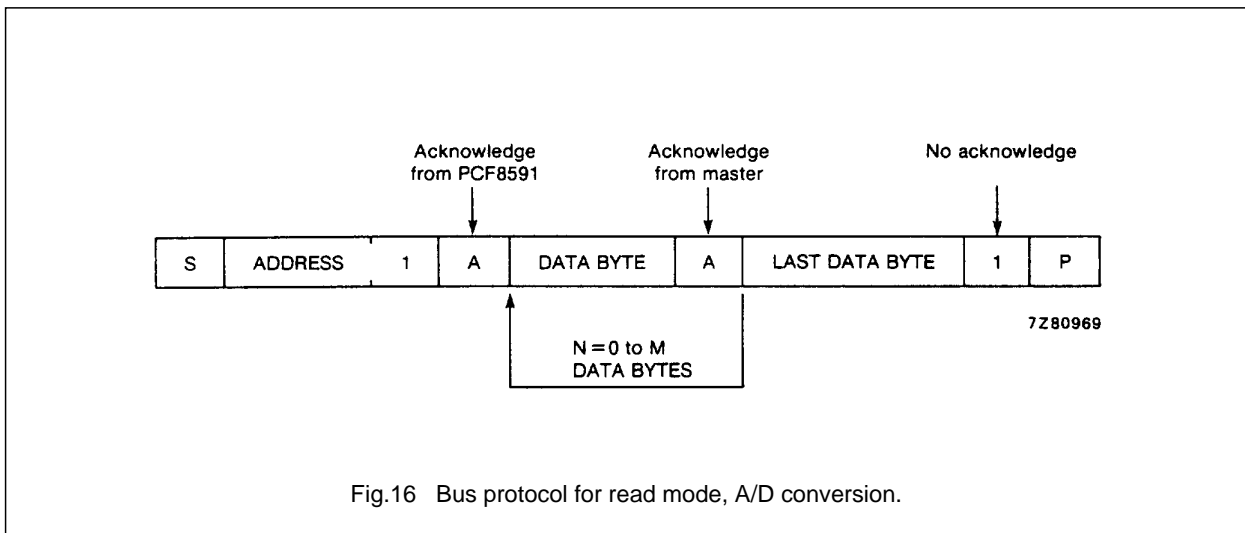 Acknowledge
from PCF8591
Acknowledge
from master
No acknowledge
S ADDRESS 1 A DATA BYTE A LAST DATA BYTE 1 P
7Z80969
N=0 to M
DATA BYTES
Fig.16 Bus protocol for read mode, A/D conversion.